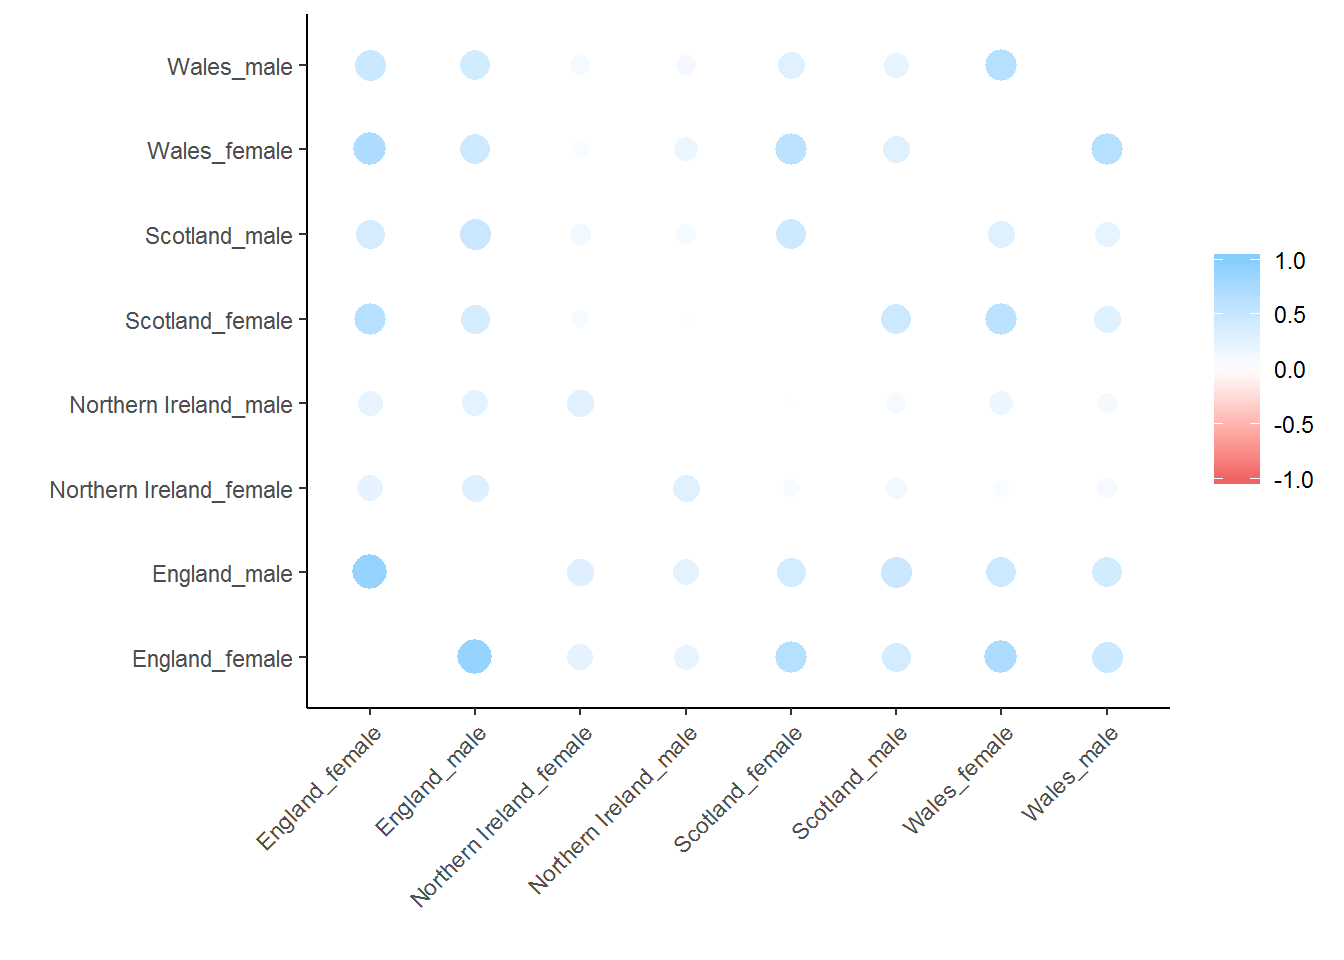 Wales_male
Wales_female
Scotland_male
Scotland_female
Northern Ireland_male
Northern Ireland_female
England_male
England_female
England_female
England_male
Northern Ireland_female
Northern Ireland_male
Scotland_female
Scotland_male
Wales_female
Wales_male
1.0
0.5
0.0
-0.5
-1.0